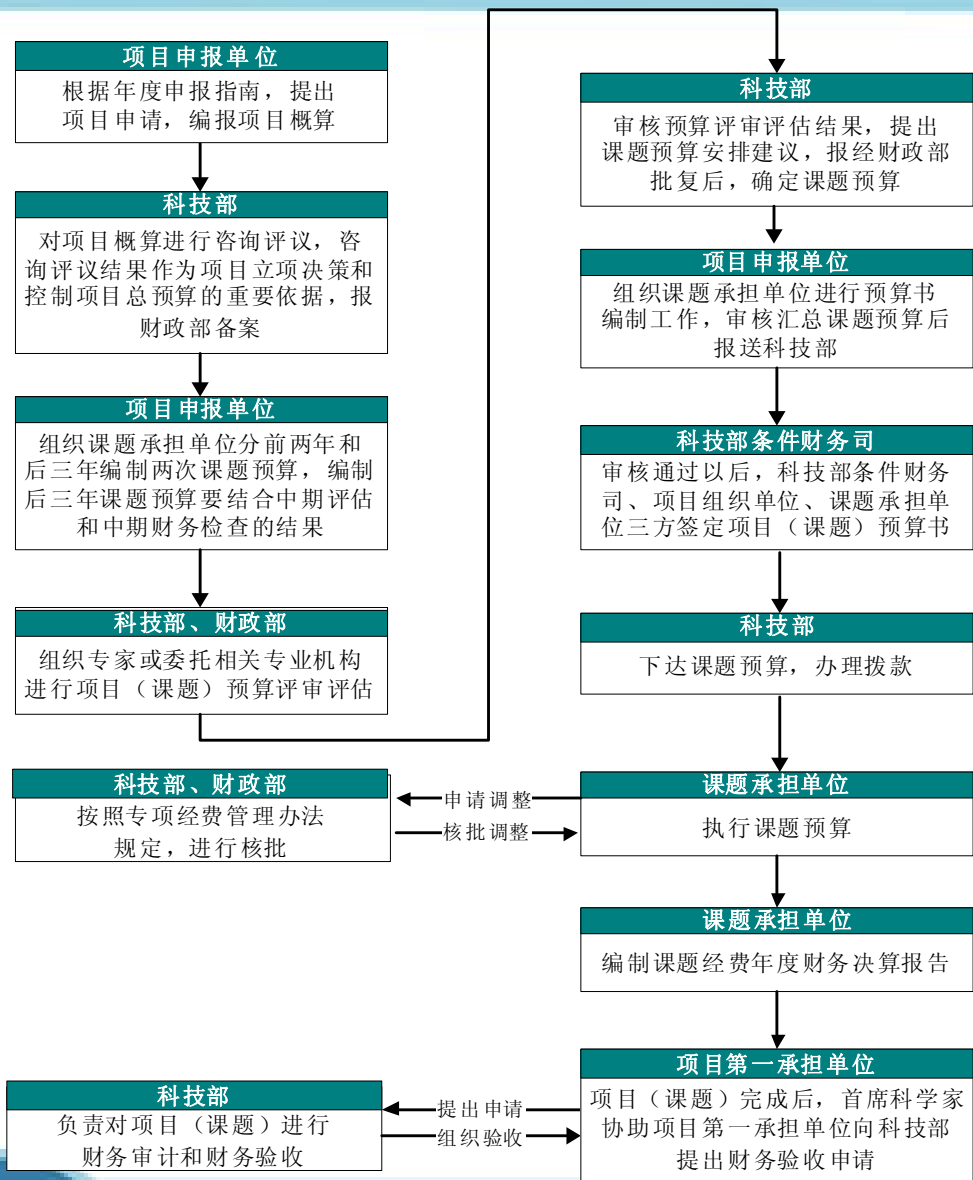 项目申报单位
根据年度申报指南，提出
项目申请，编报项目概算
科技部
对项目概算进行咨询评议，咨
询评议结果作为项目立项决策和
控制项目总预算的重要依据，报
财政部备案
项目申报单位
组织课题承担单位分前两年和
后三年编制两次课题预算，编制
后三年课题预算要结合中期评估
和中期财务检查的结果
科技部、财政部
组织专家或委托相关专业机构
进行项目（课题）预算评审评估
科技部
审核预算评审评估结果，提出
课题预算安排建议，报经财政部
批复后，确定课题预算
项目申报单位
组织课题承担单位进行预算书
编制工作，审核汇总课题预算后
报送科技部
科技部条件财务司
审核通过以后，科技部条件财务
司、项目组织单位、课题承担单
位三方签定项目（课题）预算书
科技部
下达课题预算，办理拨款
课题承担单位
执行课题预算
申请调整
核批调整
科技部、财政部
按照专项经费管理办法
规定，进行核批
课题承担单位
编制课题经费年度财务决算报告
项目第一承担单位
项目（课题）完成后，首席科学家
协助项目第一承担单位向科技部
提出财务验收申请
提出申请
组织验收
科技部
负责对项目（课题）进行
财务审计和财务验收